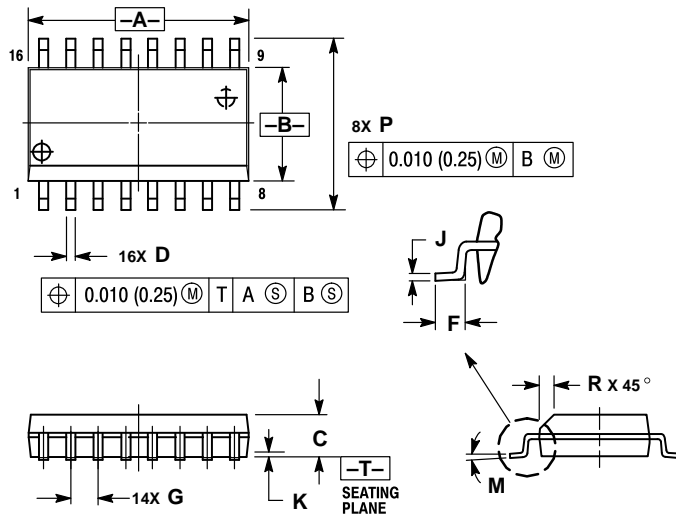 –A–
16
9
–B–
8X P
⌖ 0.010 (0.25) Ⓜ B Ⓜ
1
8
16X D
⌖ 0.010 (0.25) Ⓜ T A Ⓢ B Ⓢ
J
F
R X 45°
C
–T–
M
14X G
K
SEATING
PLANE